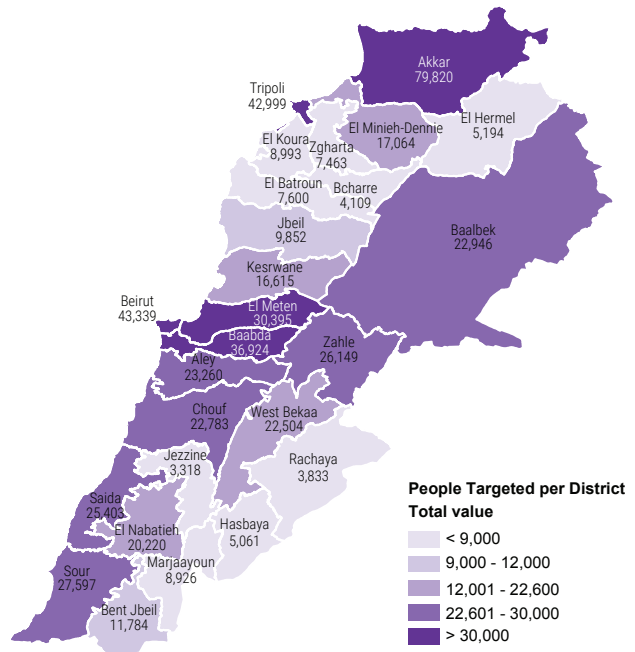 Akkar
79,820
Tripoli
42,999
El Hermel
5,194
El Minieh-Dennie
17,064
El Koura
8,993
Zgharta
7,463
El Batroun
7,600
Bcharre
4,109
Jbeil
9,852
Baalbek
22,946
Kesrwane
16,615
Beirut
43,339
El Meten
30,395
Baabda
36,924
Zahle
26,149
Aley
23,260
Chouf
22,783
West Bekaa
22,504
Jezzine
3,318
Rachaya
3,833
Saida
25,403
El Nabatieh
20,220
Hasbaya
5,061
Marjaayoun
8,926
Sour
27,597
Bent Jbeil
11,784
People Targeted per District
Total value
< 9,000
9,000 - 12,000
12,001 - 22,600
22,601 - 30,000
> 30,000